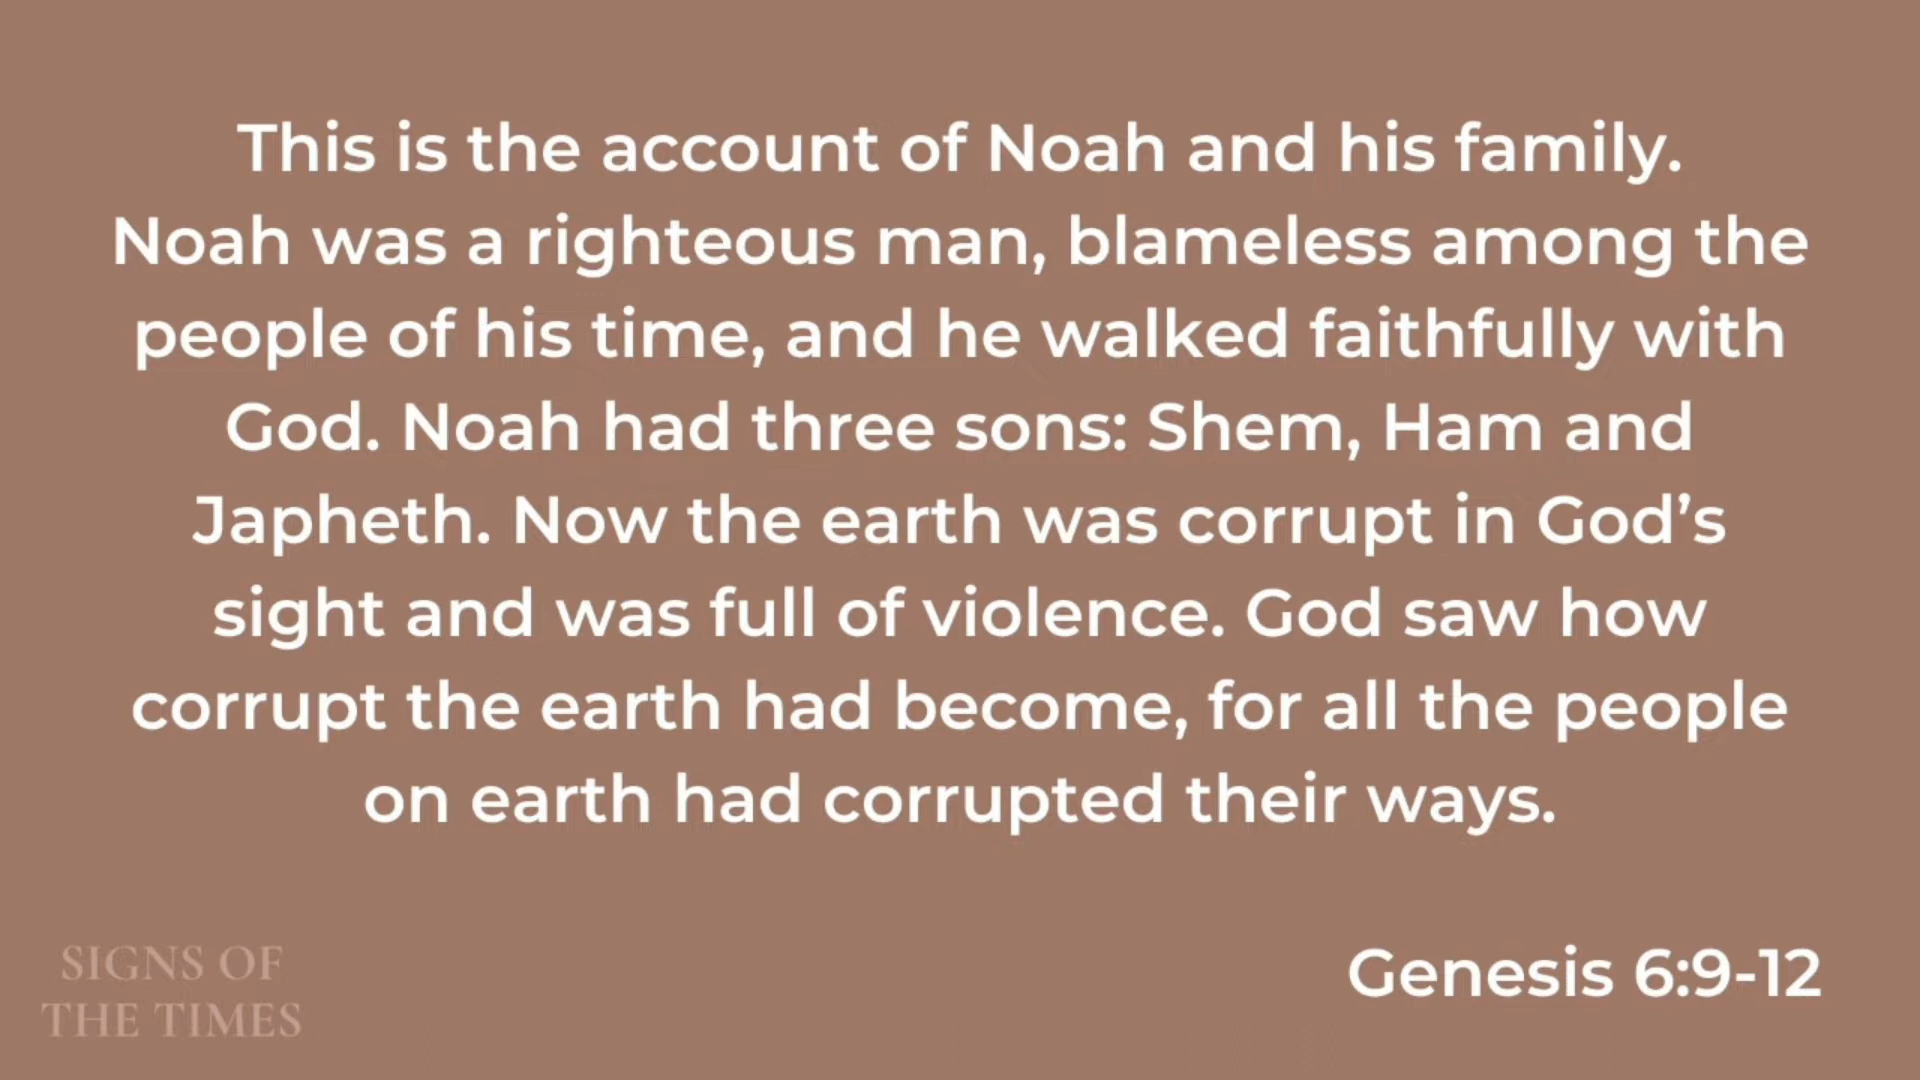 This is the account of Noah and his family.
Noah was a righteous man, blameless among the
people of his time, and he walked faithfully with
God. Noah had three sons: Shem, Ham and
Japheth. Now the earth was corrupt in God’s
sight and was full of violence. God saw how
corrupt the earth had become, for all the people
on earth had corrupted their ways.
Genesis 6:9-12
SIGNS OF
THE TIMES